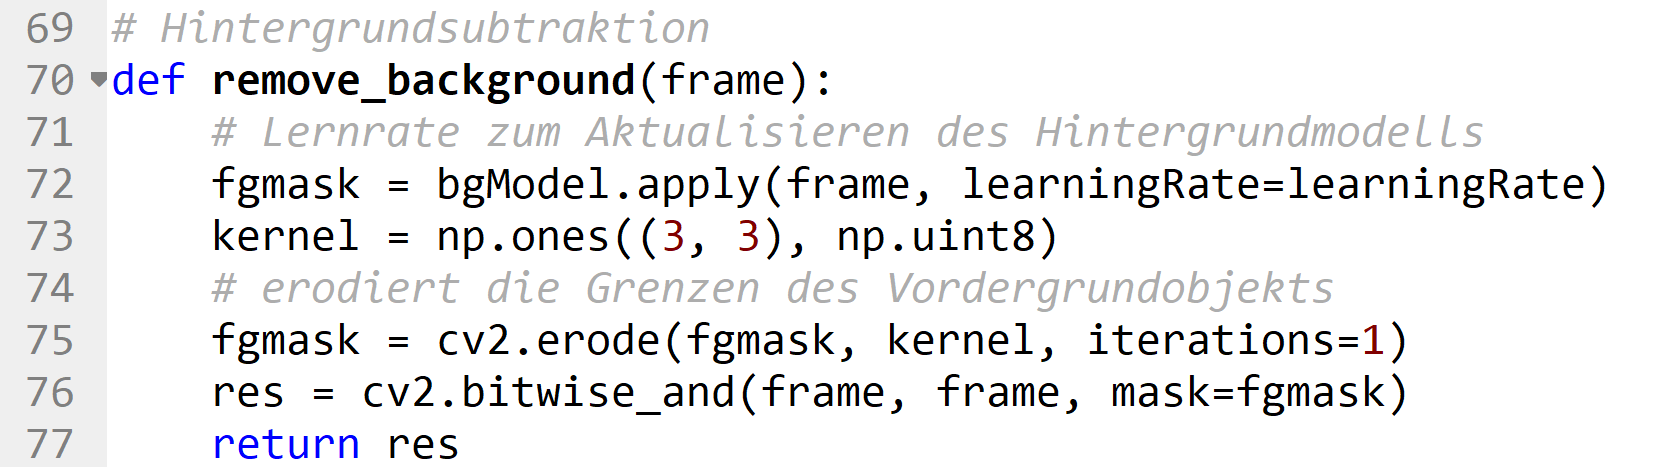 69 # Hintergrundsubtraktion
70 def remove_background(frame):
71     # Lernrate zum Aktualisieren des Hintergrundmodells
72     fgmask = bgModel.apply(frame, learningRate=learningRate)
73     kernel = np.ones((3, 3), np.uint8)
74     # erodiert die Grenzen des Vordergrundobjekts
75     fgmask = cv2.erode(fgmask, kernel, iterations=1)
76     res = cv2.bitwise_and(frame, frame, mask=fgmask)
77     return res